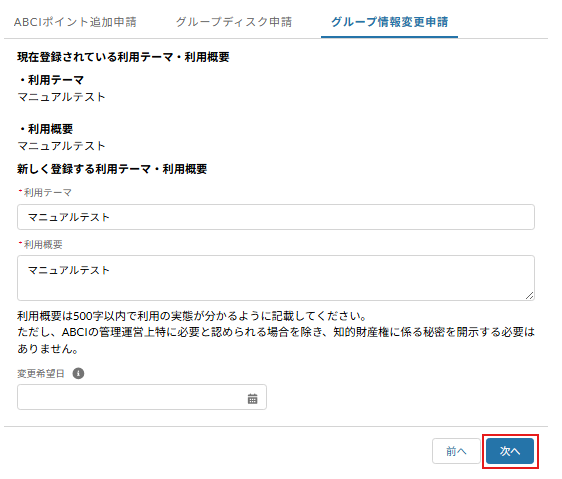 ABCIポイント追加申請 グループディスク申請 グループ情報変更申請
現在登録されている利用テーマ・利用概要
・利用テーマ
マニュアルテスト
・利用概要
マニュアルテスト
新しく登録する利用テーマ・利用概要
*利用テーマ
マニュアルテスト
*利用概要
マニュアルテスト
利用概要は500字以内で利用の実態が分かるように記載してください。
ただし、ABCIの管理運営上特に必要と認められる場合を除き、知的財産権に係る秘密を開示する必要は
ありません。
変更希望日
前へ 次へ